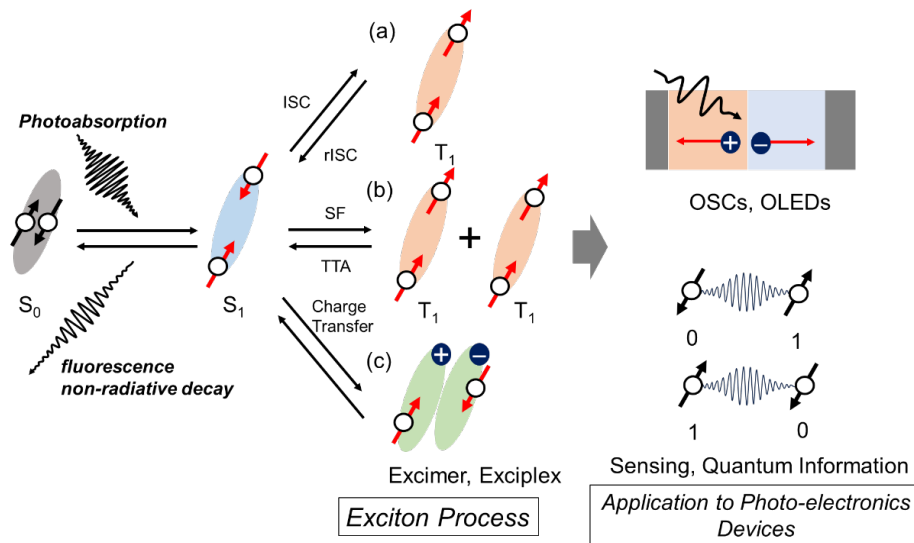 Photoabsorption
S0
fluorescence
non-radiative decay
S1
(a)
ISC
rISC
T1
(b)
SF
TTA
T1
+
T1
Charge
Transfer
(c)
+
−
Excimer, Exciplex
Exciton Process
+
−
OSCs, OLEDs
0
1
1
0
Sensing, Quantum Information
Application to Photo-electronics
Devices